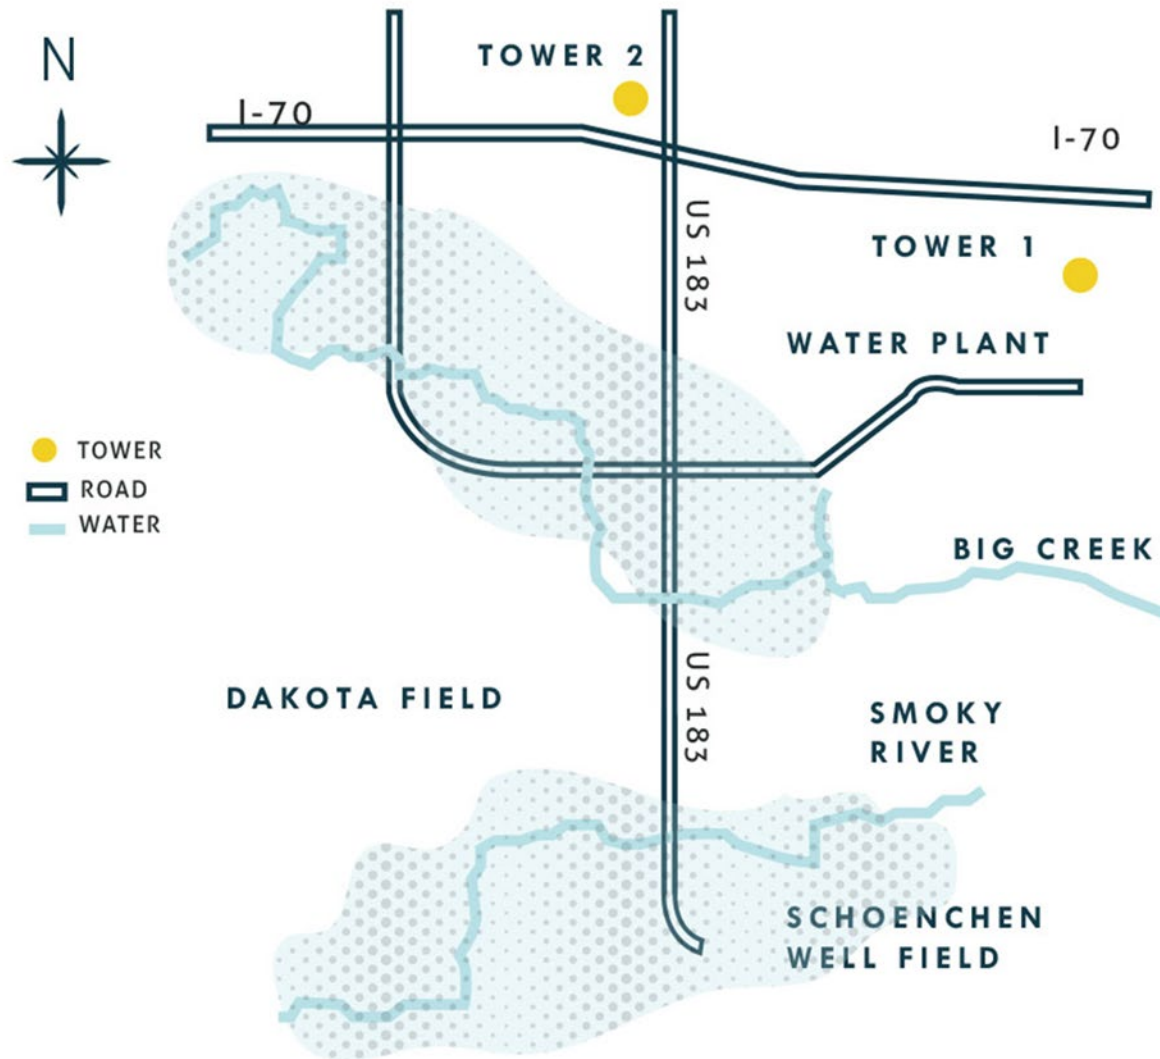 N
TOWER 2
I-70
I-70
US 183
TOWER 1
WATER PLANT
TOWER
ROAD
WATER
BIG CREEK
US 183
DAKOTA FIELD
SMOKY
RIVER
SCHOENCHEN
WELL FIELD